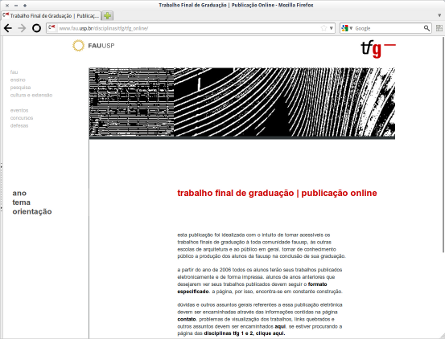 Trabalho Final de Graduação | Publicação Online - Mozilla Firefox
Trabalho Final de Graduação | Publicaç...
www.fau.usp.br/disciplinas/tfg/tfg_online/
Google
FAUUSP
tfg
fau
ensino
pesquisa
cultura e extensão
eventos
concursos
defesas
trabalho final de graduação | publicação online
ano
tema
orientação
esta publicação foi idealizada com o intuito de tornar acessíveis os
trabalhos finais de graduação à toda comunidade fauusp, às outras
escolas de arquitetura e ao público em geral. tornar de conhecimento
público a produção dos alunos da fauusp na conclusão de sua graduação.
a partir do ano de 2006 todos os alunos terão seus trabalhos publicados
eletronicamente e de forma impressa. alunos de anos anteriores que
desejarem ver seus trabalhos publicados devem seguir o formato
especificado. a página, por isso, encontra-se em constante construção.
dúvidas e outros assuntos gerais referentes a essa publicação eletrônica
devem ser encaminhadas através das informações contidas na página
contato. problemas de visualização dos trabalhos, links quebrados e
outros assuntos devem ser encaminhados aqui. se estiver procurando a
página das disciplinas tfg 1 e 2, clique aqui.